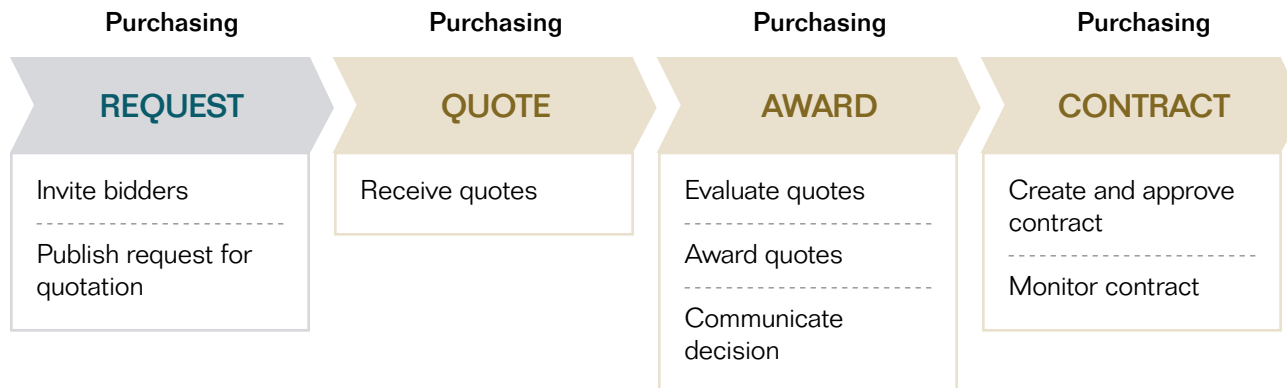 Purchasing
Purchasing
Purchasing
Purchasing
REQUEST
QUOTE
AWARD
CONTRACT
Invite bidders
Publish request for
quotation
Receive quotes
Evaluate quotes
Award quotes
Communicate
decision
Create and approve
contract
Monitor contract